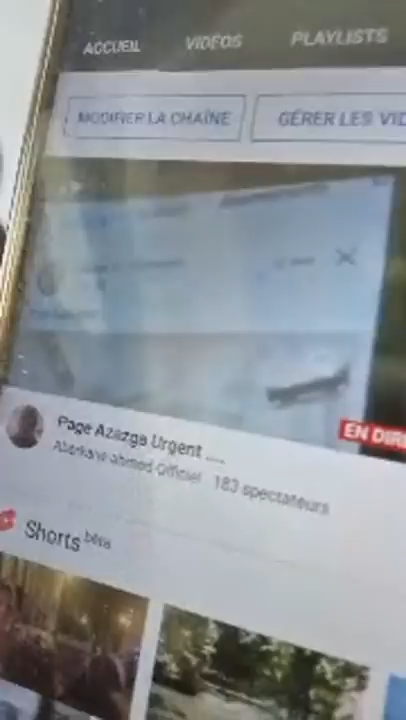 ACCUEIL VIDÉOS PLAYLISTS
MODIFIER LA CHAÎNE GÉRER LES VID
EN DIRE
Page Azazga Urgent ....
Aberkane ahmed Officiel 183 spectateurs
Shorts bêta